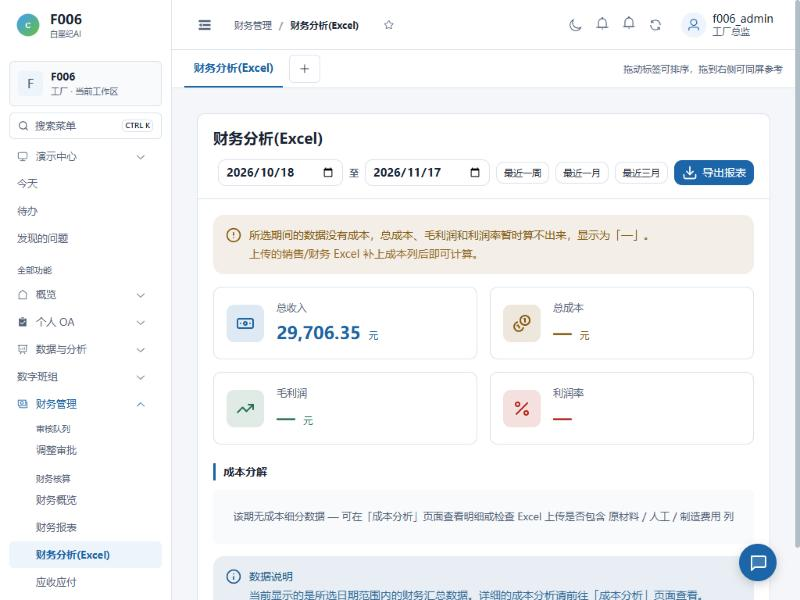 F006
白垩纪AI
F
F006
工厂 · 当前工作区
搜索菜单
CTRL K
演示中心
今天
待办
发现的问题
全部功能
概览
个人 OA
数据与分析
数字班组
财务管理
审核队列
调整审批
财务核算
财务概览
财务报表
财务分析(Excel)
应收应付
财务管理 / 财务分析(Excel)
f006_admin
工厂总监
财务分析(Excel)
拖动标签可排序，拖到右侧可同屏参考
财务分析(Excel)
2026/10/18 至 2026/11/17 最近一周 最近一月 最近三月 导出报表
所选期间的数据没有成本，总成本、毛利润和利润率暂时算不出来，显示为「—」。
上传的销售/财务 Excel 补上成本列后即可计算。
总收入
29,706.35 元
总成本
— 元
毛利润
— 元
利润率
—
成本分解
该期无成本细分数据 — 可在「成本分析」页面查看明细或检查 Excel 上传是否包含 原材料 / 人工 / 制造费用 列
数据说明
当前显示的是所选日期范围内的财务汇总数据。详细的成本分析请前往「成本分析」页面查看。